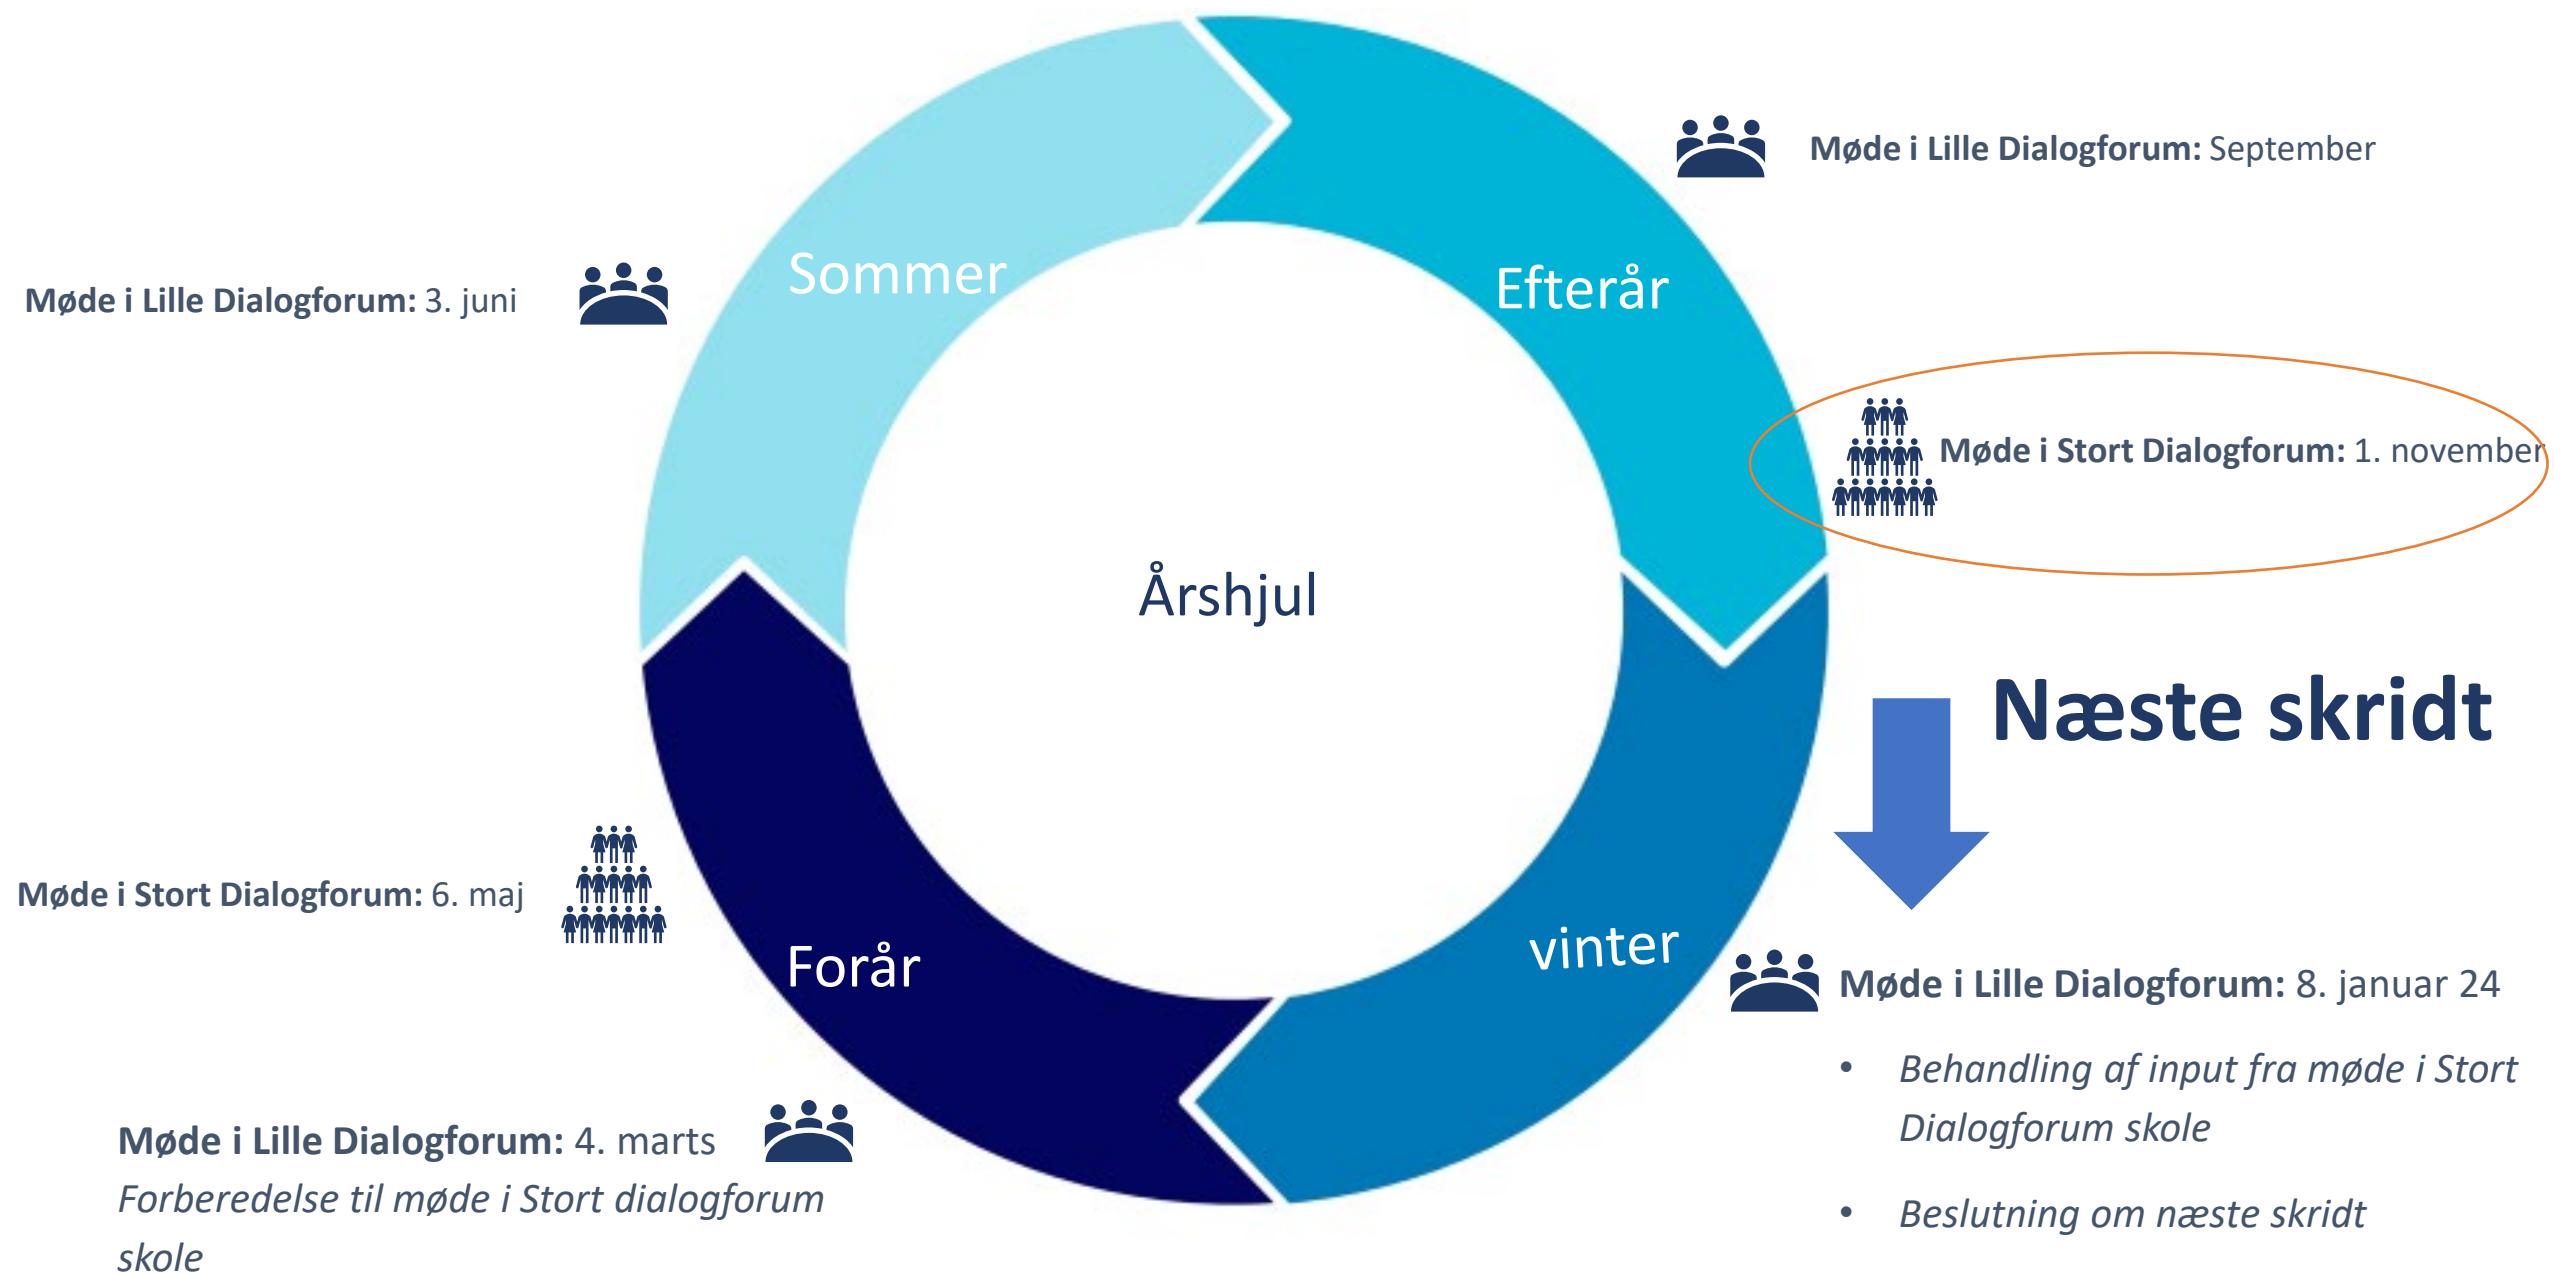 Møde i Lille Dialogforum: September
Sommer
Efterår
Møde i Lille Dialogforum: 3. juni
Møde i Stort Dialogforum: 1. november
Årshjul
Næste skridt
Møde i Stort Dialogforum: 6. maj
Forår
vinter
Møde i Lille Dialogforum: 8. januar 24
• Behandling af input fra møde i Stort
Dialogforum skole
• Beslutning om næste skridt
Møde i Lille Dialogforum: 4. marts
Forberedelse til møde i Stort dialogforum
skole